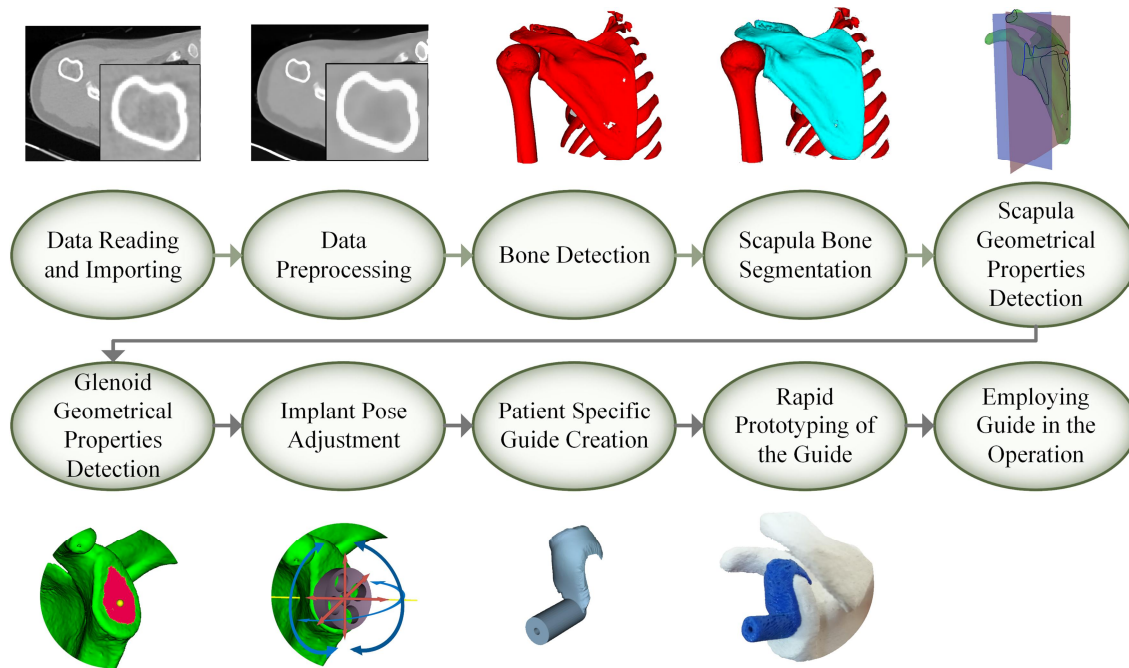 Data Reading
and Importing
Data
Preprocessing
Bone Detection
Scapula Bone
Segmentation
Scapula
Geometrical
Properties
Detection
Glenoid
Geometrical
Properties
Detection
Implant Pose
Adjustment
Patient Specific
Guide Creation
Rapid
Prototyping of
the Guide
Employing
Guide in the
Operation